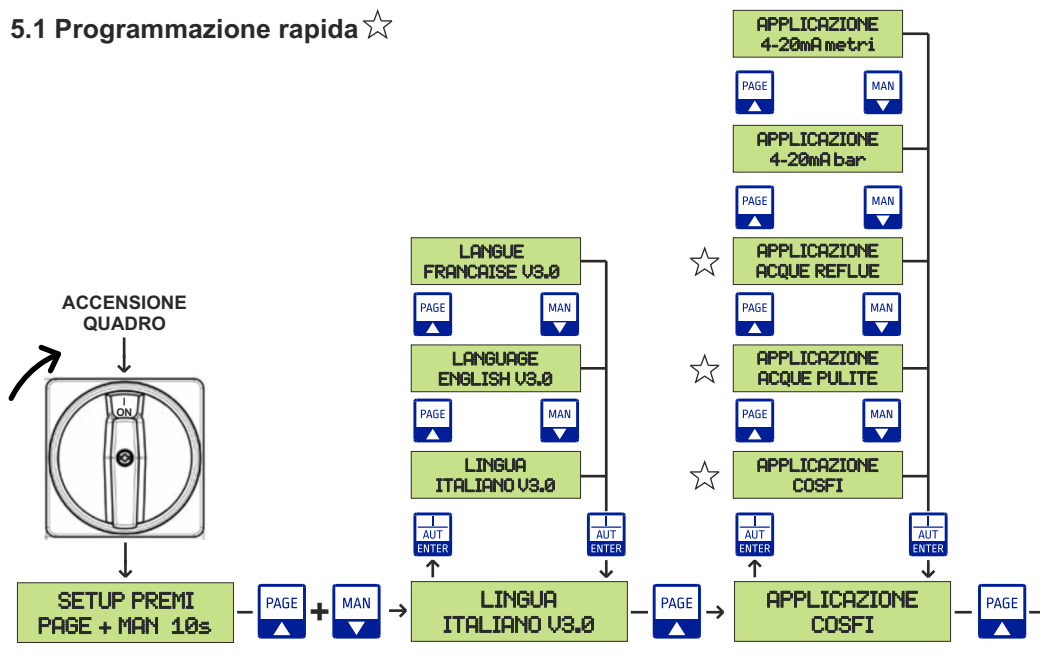 5.1 Programmazione rapida
APPLICAZIONE
4-20mA metri
PAGE
MAN
APPLICAZIONE
4-20mA bar
PAGE
MAN
LANGUE
FRANCAISE V3.0
APPLICAZIONE
ACQUE REFLUE
PAGE
MAN
PAGE
MAN
ACCENSIONE
QUADRO
LANGUAGE
ENGLISH V3.0
APPLICAZIONE
ACQUE PULITE
I
ON
PAGE
MAN
PAGE
MAN
LINGUA
ITALIANO V3.0
APPLICAZIONE
COSFI
I
AUT
ENTER
I
AUT
ENTER
I
AUT
ENTER
I
AUT
ENTER
SETUP PREMI
PAGE + MAN 10s
PAGE
+
MAN
LINGUA
ITALIANO V3.0
PAGE
APPLICAZIONE
COSFI
PAGE